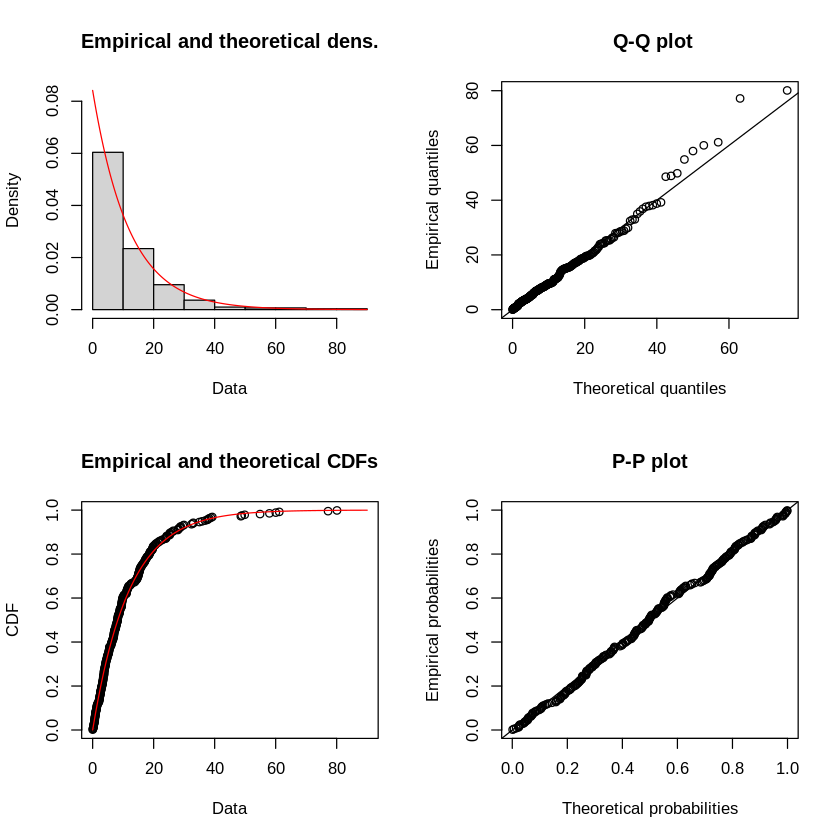 Empirical and theoretical dens.
Density
0.00 0.02 0.04 0.06 0.08
0 20 40 60 80
Data
Q-Q plot
Empirical quantiles
0 20 40 60 80
0 20 40 60
Theoretical quantiles
Empirical and theoretical CDFs
CDF
0.0 0.2 0.4 0.6 0.8 1.0
0 20 40 60 80
Data
P-P plot
Empirical probabilities
0.0 0.2 0.4 0.6 0.8 1.0
0.0 0.2 0.4 0.6 0.8 1.0
Theoretical probabilities